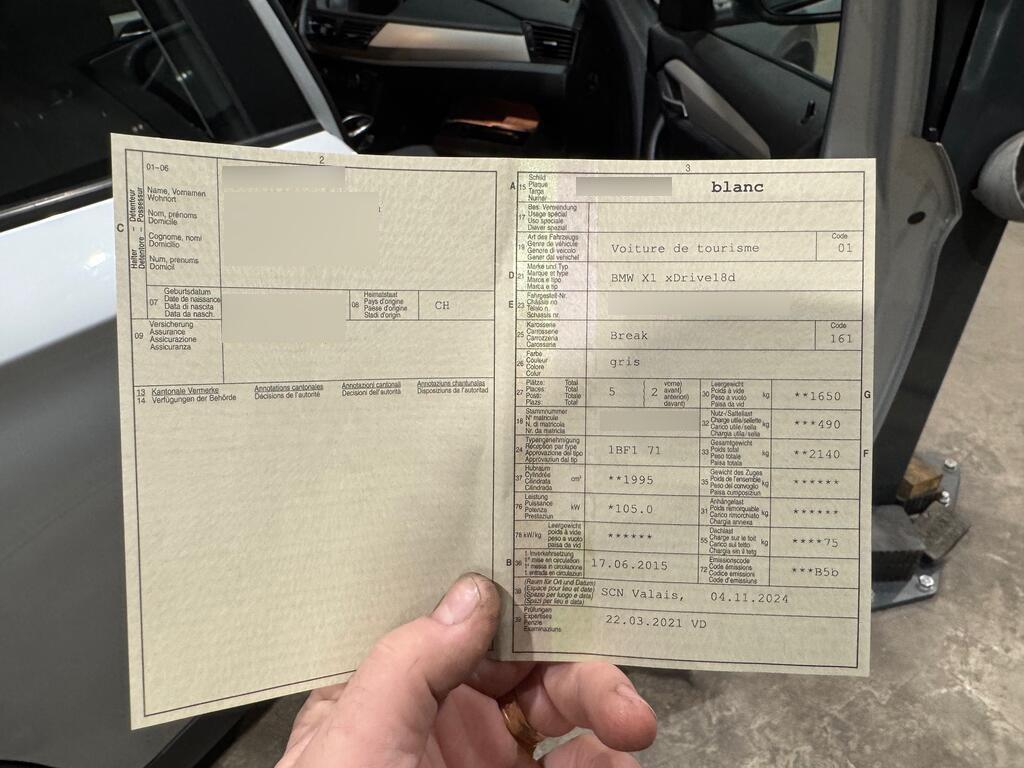 2
01-06
C
Halter - Détenteur
Detentore - Possessur
Name, Vornamen
Wohnort
Nom, prénoms
Domicile
Cognome, nomi
Domicilio
Num, prenums
Domicil
07
Geburtsdatum
Date de naissance
Data di nascita
Data da nasch.
08
Heimatstaat
Pays d'origine
Paese d'origine
Stadi d'origin
CH
09
Versicherung
Assurance
Assicurazione
Assicuranza
13 Kantonale Vermerke
14 Verfügungen der Behörde
Annotations cantonales
Décisions de l'autorité
Annotazioni cantonali
Decisioni dell'autorità
Annotaziuns chantunalas
Disposiziuns da l'autoritad
3
A 15
Schild
Plaque
Targa
Numer
blanc
17
Bes. Verwendung
Usage spécial
Uso speciale
Diever spezial
19
Art des Fahrzeugs
Genre de véhicule
Genere di veicolo
Gener dal vehichel
Voiture de tourisme
Code
01
D 21
Marke und Typ
Marque et type
Marca e tipo
Marca e tip
BMW X1 xDrive18d
E 23
Fahrgestell-Nr.
Châssis no
Telaio n.
Schassis nr.
25
Karosserie
Carrosserie
Carrozzeria
Carosseria
Break
Code
161
26
Farbe
Couleur
Colore
Colur
gris
27
Plätze: Total
Places: Total
Posti: Totale
Plazs: Total
5
(2
vorne)
avant)
anteriori)
davant)
30
Leergewicht
Poids à vide
Peso a vuoto
Paisa da vid
kg
**1650
G
18
Stammnummer
N° matricule
N. di matricola
Nr. da matricla
32
Nutz-/Sattellast
Charge utile/sellette
Carico utile/sella
Chargia utila/sella
kg
***490
24
Typengenehmigung
Réception par type
Approvazione del tipo
Approvaziun dal tip
1BF1 71
33
Gesamtgewicht
Poids total
Peso totale
Paisa totala
kg
**2140
F
37
Hubraum
Cylindrée
Cilindrata
Cilindrada
cm³
**1995
35
Gewicht des Zuges
Poids de l'ensemble
Peso del convoglio
Paisa cumposiziun
kg
******
76
Leistung
Puissance
Potenza
Prestaziun
kW
*105.0
31
Anhängelast
Poids remorquable
Carico rimorchiato
Chargia annexa
kg
******
78 kW/kg
Leergewicht
poids à vide
peso a vuoto
paisa da vid
******
55
Dachlast
Charge sur le toit
Carico sul tetto
Chargia sin il tetg
kg
****75
B 36
1. Inverkehrsetzung
1re mise en circulation
1a messa in circolazione
1. entrada en circulaziun
17.06.2015
72
Emissionscode
Code émissions
Codice emissioni
Code d'emissiuns
***B5b
38
(Raum für Ort und Datum)
(Espace pour lieu et date)
(Spazio per luogo e data)
(Spazi per lieu e data)
SCN Valais, 04.11.2024
39
Prüfungen
Expertises
Perizie
Examinaziuns
22.03.2021 VD